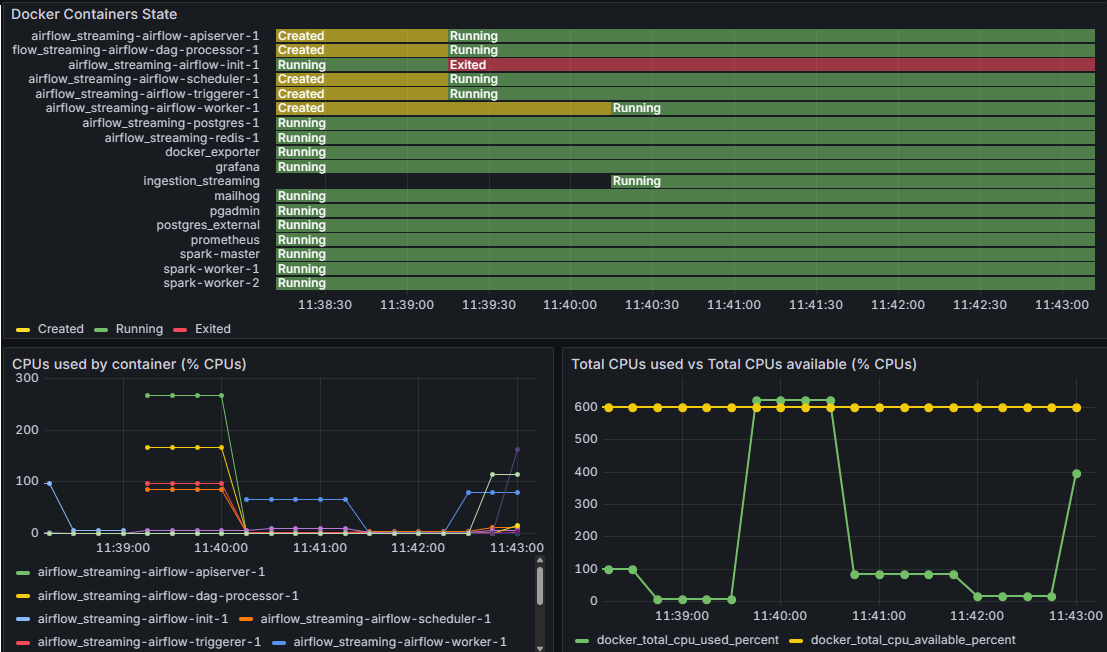 Docker Containers State
airflow_streaming-airflow-apiserver-1 Created Running
flow_streaming-airflow-dag-processor-1 Created Running
airflow_streaming-airflow-init-1 Running Exited
airflow_streaming-airflow-scheduler-1 Created Running
airflow_streaming-airflow-triggerer-1 Created Running
airflow_streaming-airflow-worker-1 Created Running
airflow_streaming-postgres-1 Running
airflow_streaming-redis-1 Running
docker_exporter Running
grafana Running
ingestion_streaming Running
mailhog Running
pgadmin Running
postgres_external Running
prometheus Running
spark-master Running
spark-worker-1 Running
spark-worker-2 Running
11:38:30 11:39:00 11:39:30 11:40:00 11:40:30 11:41:00 11:41:30 11:42:00 11:42:30 11:43:00
Created Running Exited
CPUs used by container (% CPUs)
300
200
100
0
11:39:00 11:40:00 11:41:00 11:42:00 11:43:00
airflow_streaming-airflow-apiserver-1
airflow_streaming-airflow-dag-processor-1
airflow_streaming-airflow-init-1 airflow_streaming-airflow-scheduler-1
airflow_streaming-airflow-triggerer-1 airflow_streaming-airflow-worker-1
Total CPUs used vs Total CPUs available (% CPUs)
600
500
400
300
200
100
0
11:39:00 11:40:00 11:41:00 11:42:00 11:43:00
docker_total_cpu_used_percent docker_total_cpu_available_percent